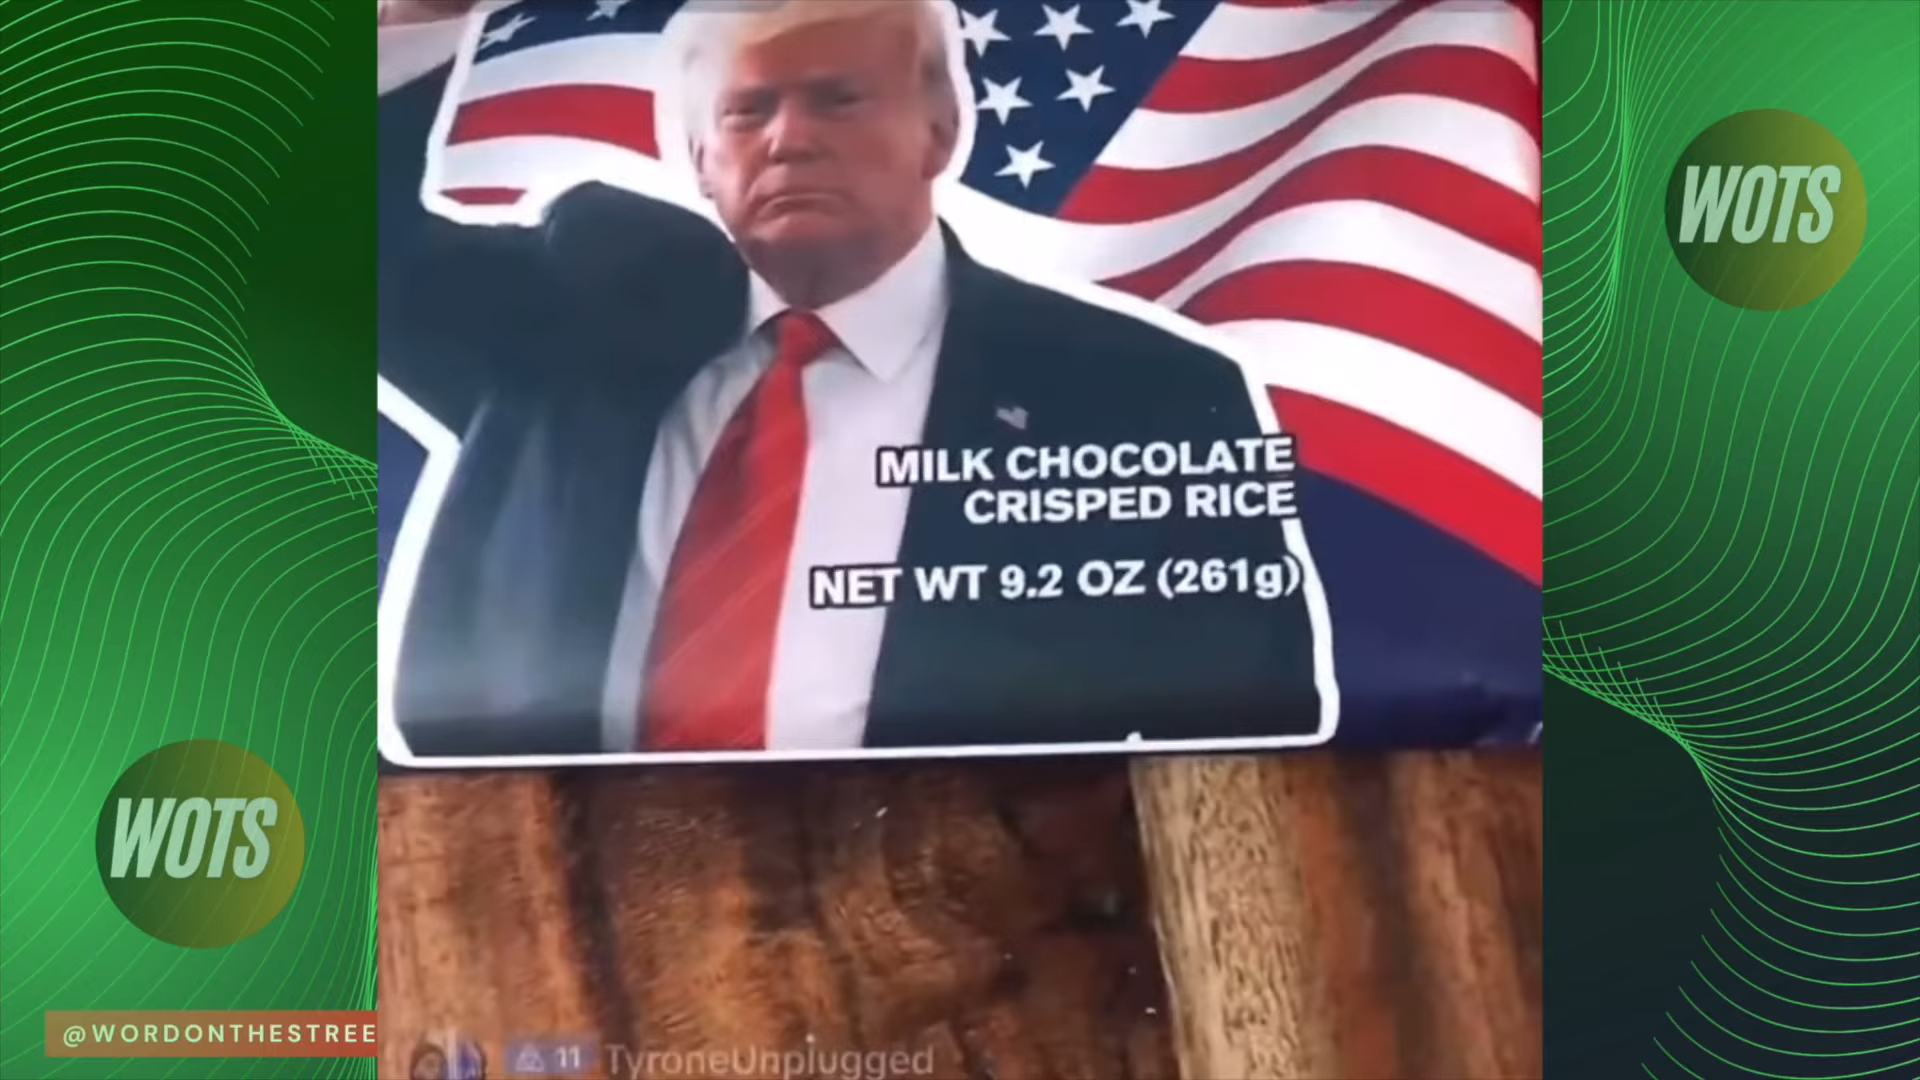 WOTS
MILK CHOCOLATE
CRISPED RICE
NET WT 9.2 OZ (261g)
WOTS
@WORDONTHESTREE
11 TyroneUnplugged